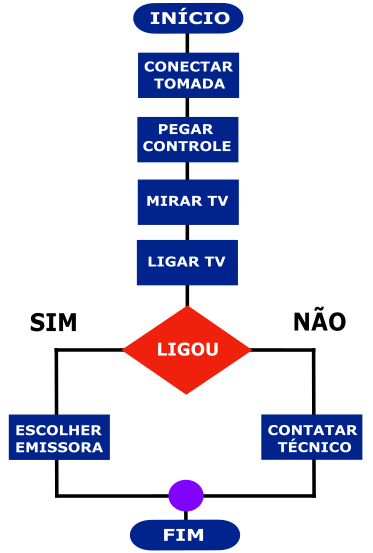 INÍCIO
CONECTAR
TOMADA
PEGAR
CONTROLE
MIRAR TV
LIGAR TV
SIM
NÃO
LIGOU
ESCOLHER
EMISSORA
CONTATAR
TÉCNICO
FIM